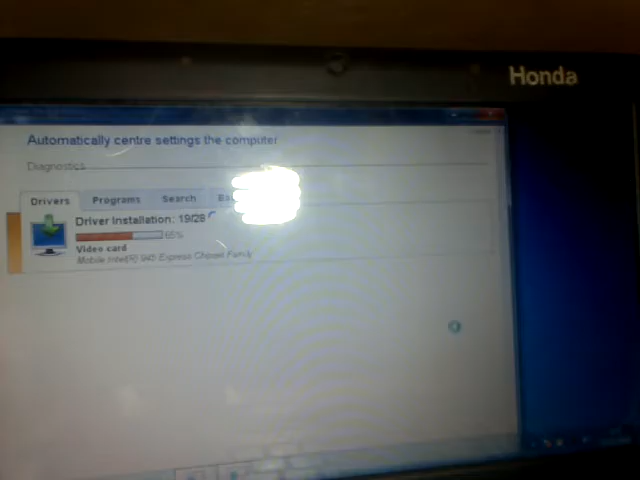 Honda
Automatically centre settings the computer
Diagnostics
Drivers Programs Search
Driver Installation: 19/28
65%
Video card
Mobile Intel(R) 945 Express Chipset Family